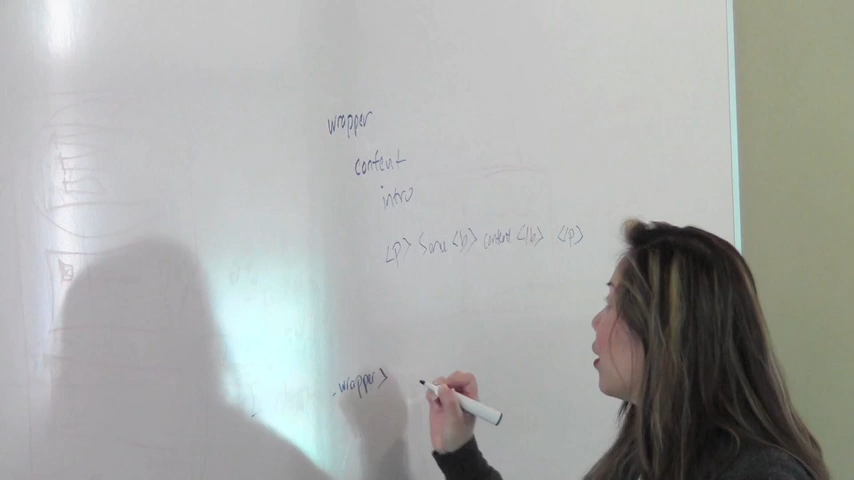 wrapper
content
intro
<p> Some <b> content </b> <p>
.wrapper>